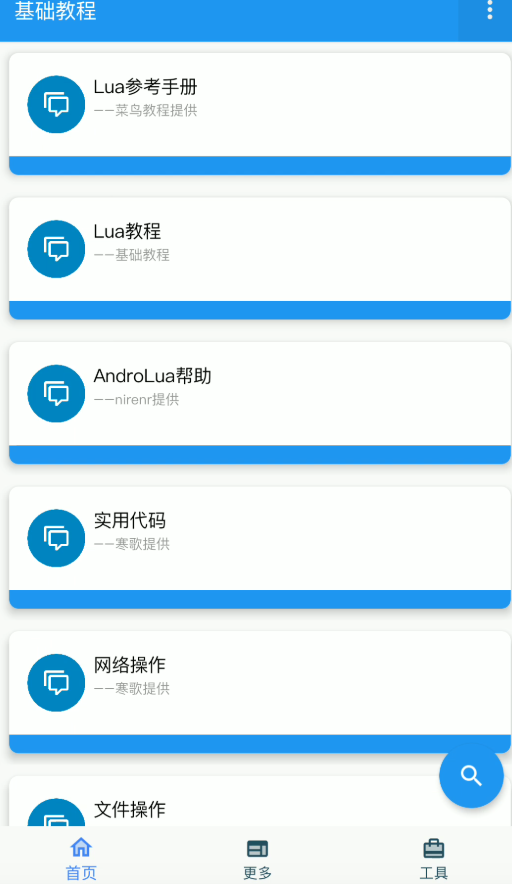 基础教程
Lua参考手册
——菜鸟教程提供
Lua教程
——基础教程
AndroLua帮助
——nirenr提供
实用代码
——寒歌提供
网络操作
——寒歌提供
文件操作
首页
更多
工具